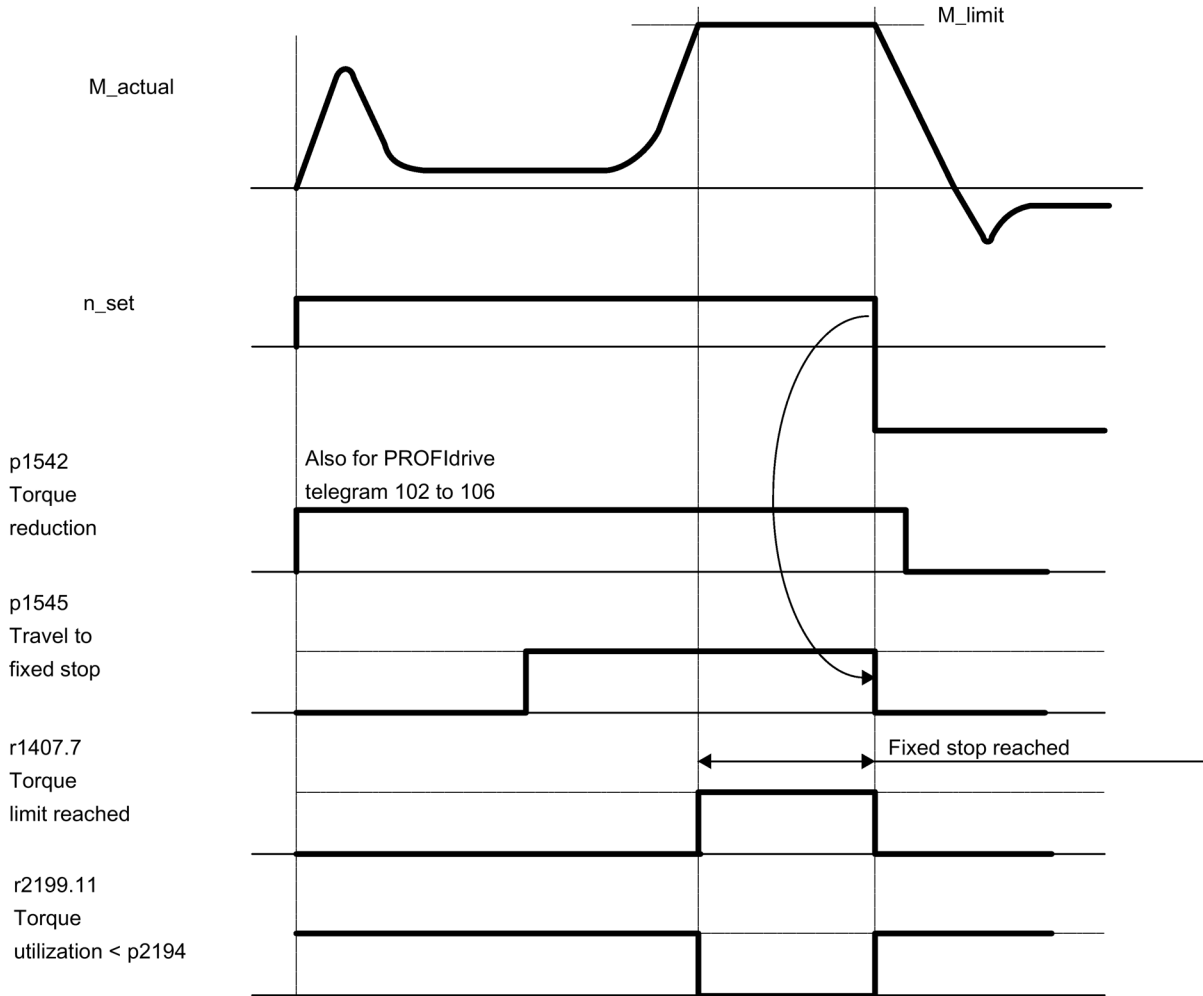 M_limit
M_actual
n_set
p1542
Torque
reduction
Also for PROFIdrive
telegram 102 to 106
p1545
Travel to
fixed stop
r1407.7
Torque
limit reached
Fixed stop reached
r2199.11
Torque
utilization < p2194